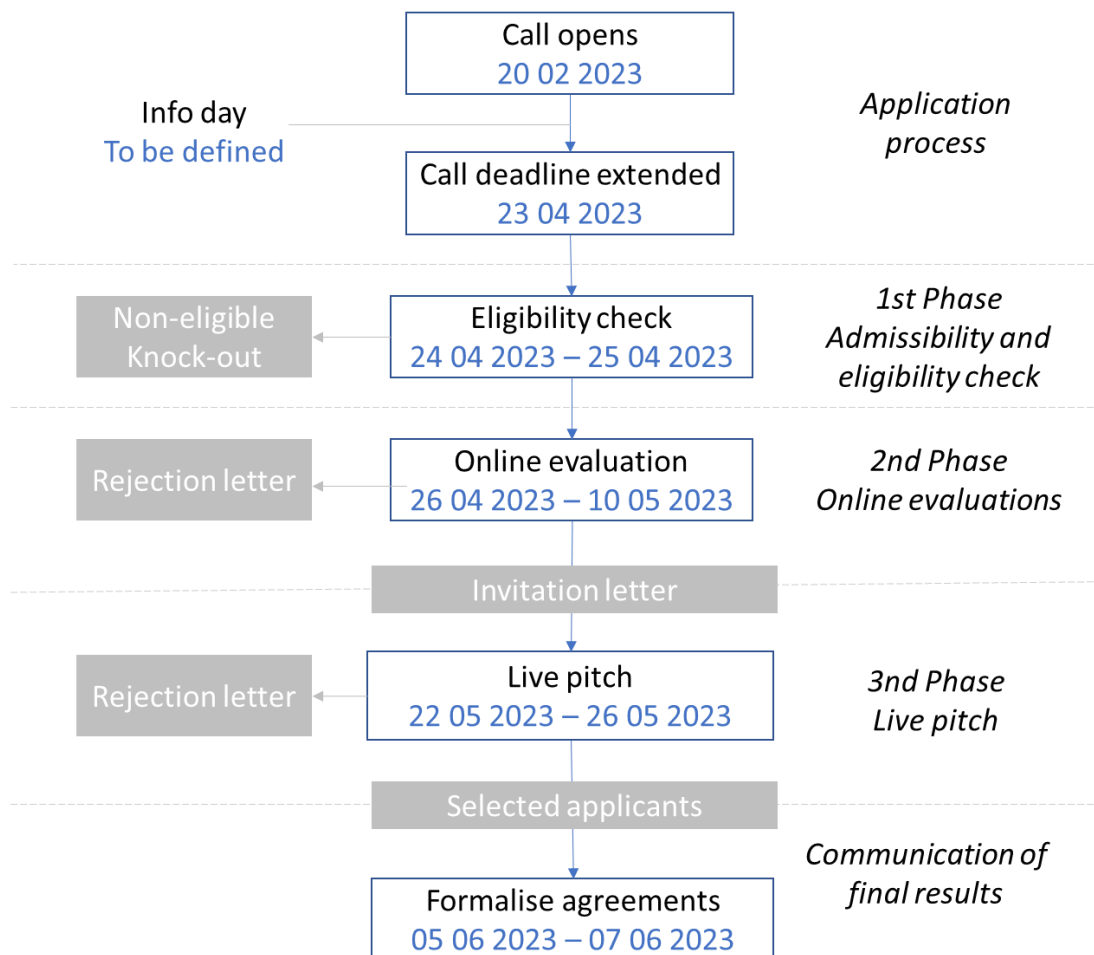 Call opens
20 02 2023
Info day
To be defined
Application
process
Call deadline extended
23 04 2023
Non-eligible
Knock-out
Eligibility check
24 04 2023 – 25 04 2023
1st Phase
Admissibility and
eligibility check
Rejection letter
Online evaluation
26 04 2023 – 10 05 2023
2nd Phase
Online evaluations
Invitation letter
Rejection letter
Live pitch
22 05 2023 – 26 05 2023
3nd Phase
Live pitch
Selected applicants
Communication of
final results
Formalise agreements
05 06 2023 – 07 06 2023